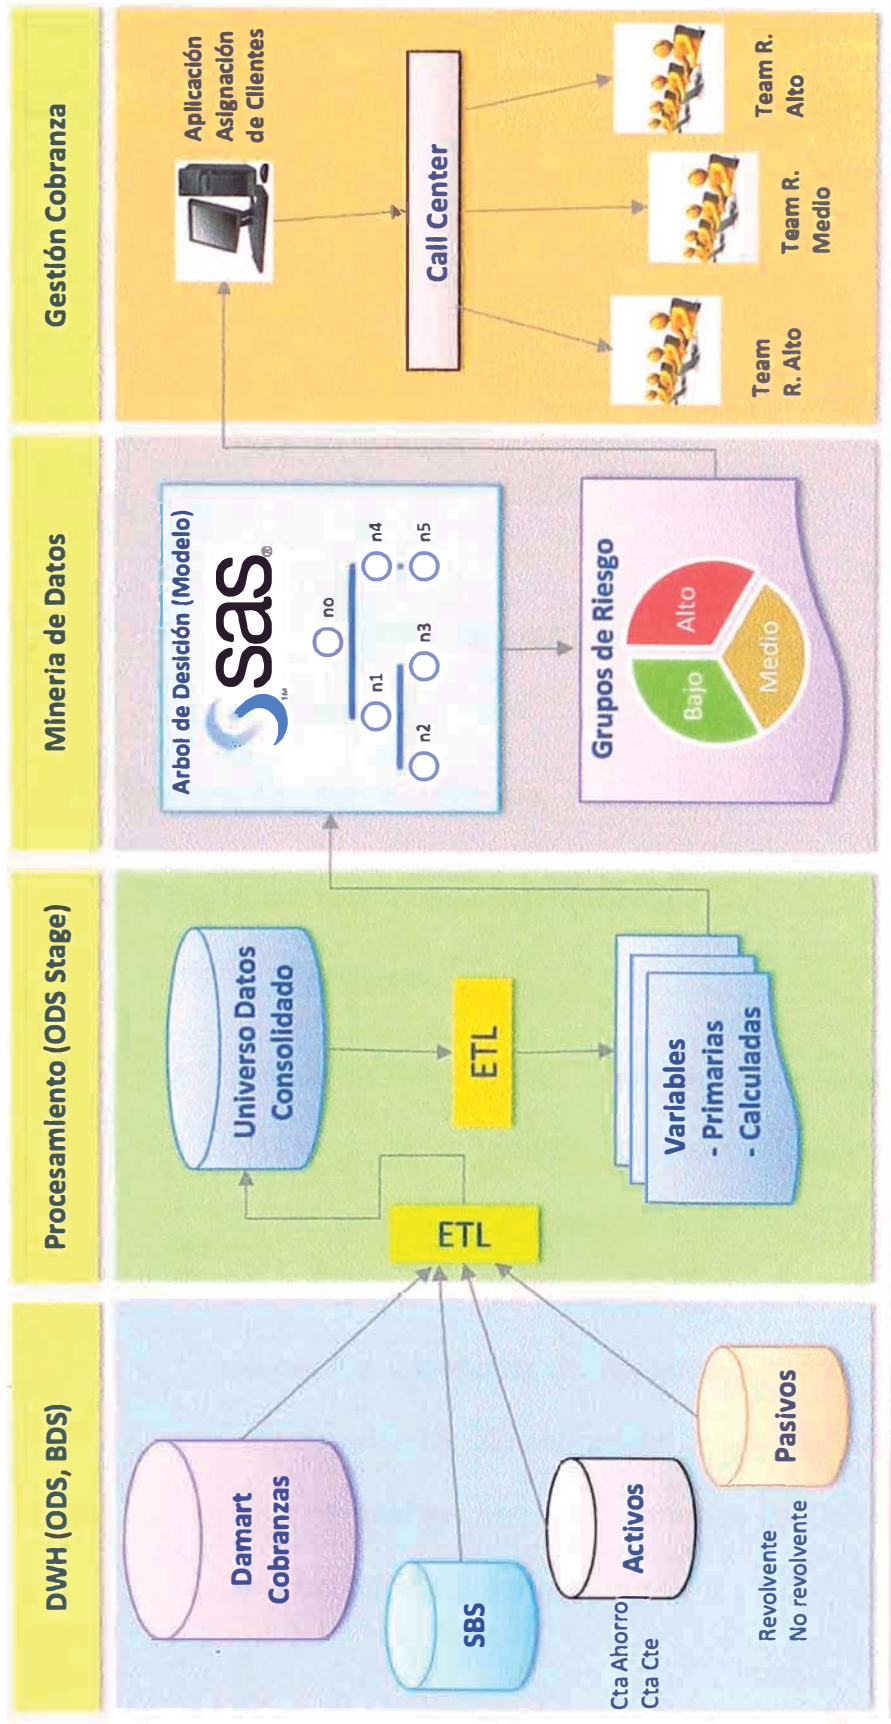 DWH (ODS, BDS)
Damart
Cobranzas
SBS
Activos
Cta Ahorro
Cta Cte
Pasivos
Revolvente
No revolvente
Procesamiento (ODS Stage)
ETL
Universo Datos
Consolidado
ETL
Variables
- Primarias
- Calculadas
Mineria de Datos
Arbol de Desición (Modelo)
sas®
TM
no
n1
n4
n2
n3
n5
Grupos de Riesgo
Bajo
Alto
Medio
Gestión Cobranza
Aplicación
Asignación
de Clientes
Call Center
Team
R. Alto
Team R.
Medio
Team R.
Alto